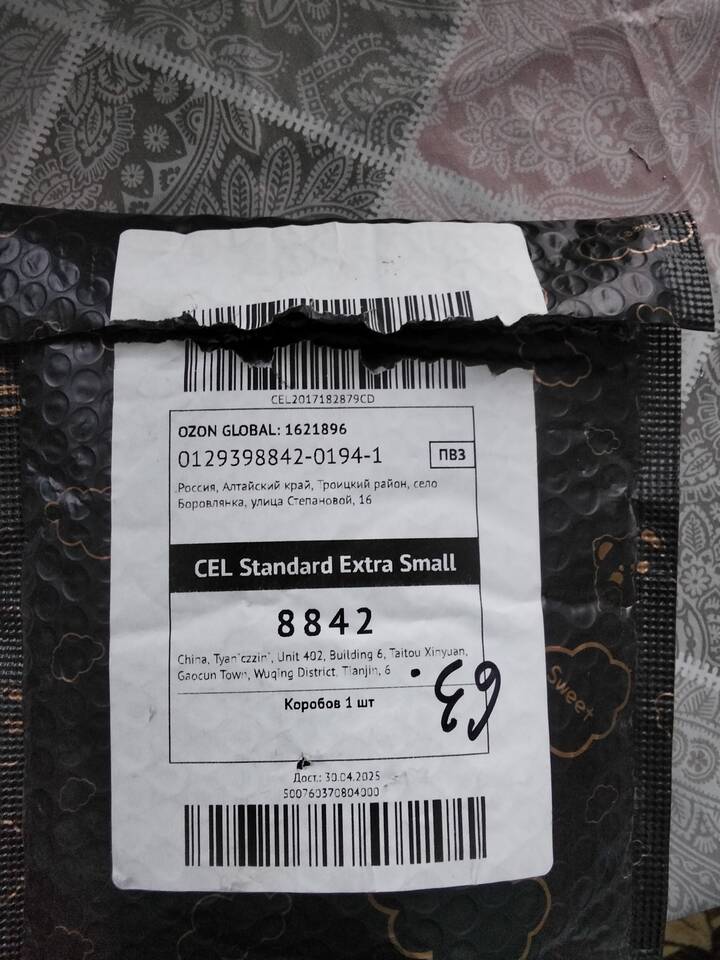 CEL2017182879CD
OZON GLOBAL: 1621896
0129398842-0194-1
ПВЗ
Россия, Алтайский край, Троицкий район, село
Боровлянка, улица Степановой, 16
CEL Standard Extra Small
8842
China, Tyan'czzin', Unit 402, Building 6, Taitou Xinyuan,
Gaocun Town, Wuqing District, Tianjin, 6
63
Коробов 1 шт
Sweet
Дост.: 30.04.2025
500760370804000